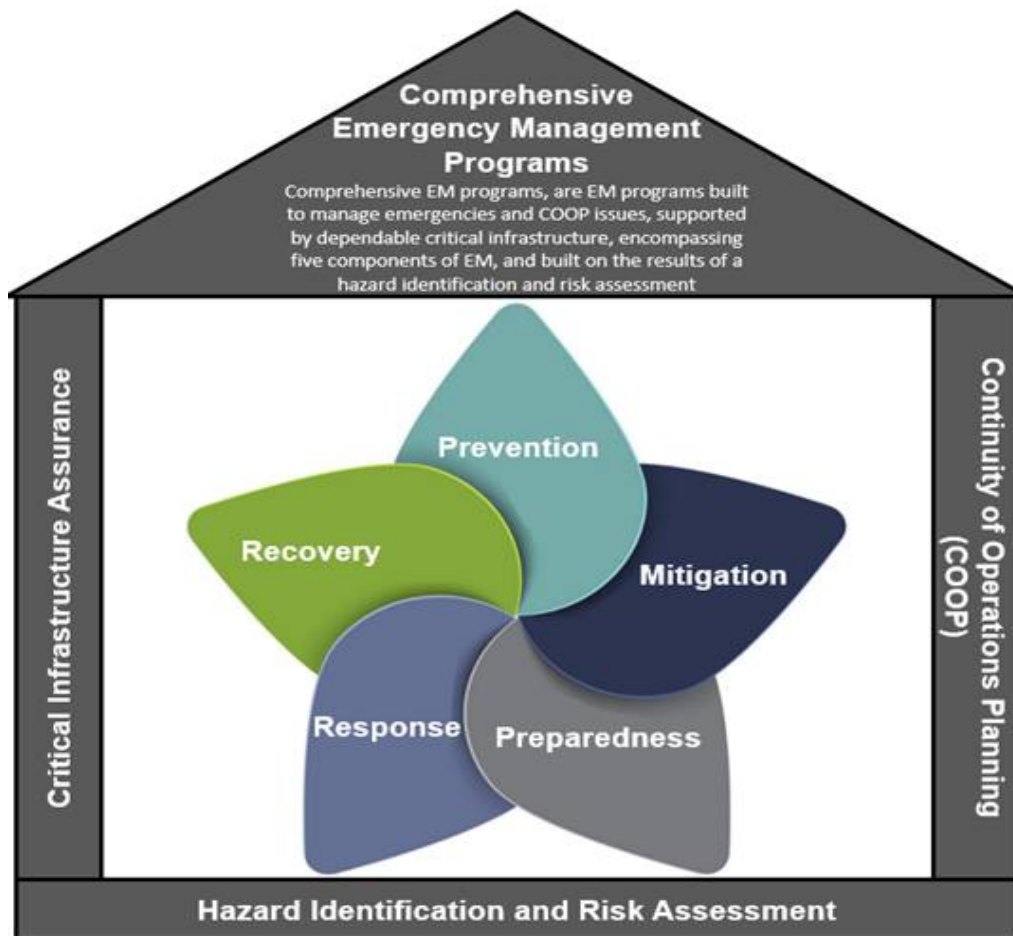 Comprehensive
Emergency Management
Programs
Comprehensive EM programs, are EM programs built
to manage emergencies and COOP issues, supported
by dependable critical infrastructure, encompassing
five components of EM, and built on the results of a
hazard identification and risk assessment
Critical Infrastructure Assurance
Prevention
Recovery
Mitigation
Response
Preparedness
Continuity of Operations Planning
(COOP)
Hazard Identification and Risk Assessment